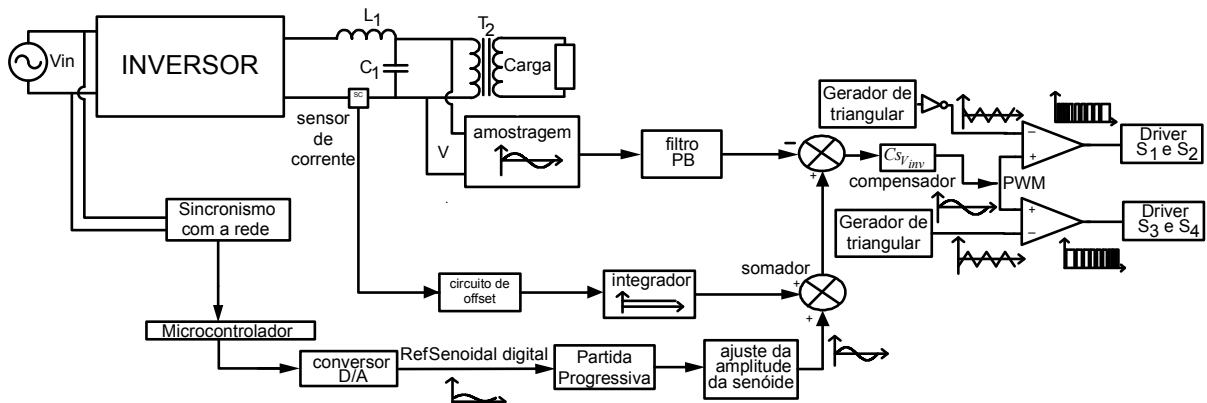 Vin
INVERSOR
L1
C1
T2
Carga
SC
sensor
de
corrente
V
amostragem
filtro
PB
−
+
CsVinv
compensador
PWM
Gerador de
triangular
−
+
Driver
S1 e S2
Gerador de
triangular
+
−
Driver
S3 e S4
Sincronismo
com a rede
circuito de
offset
integrador
somador
+
+
Microcontrolador
conversor
D/A
RefSenoidal digital
Partida
Progressiva
ajuste da
amplitude
da senóide